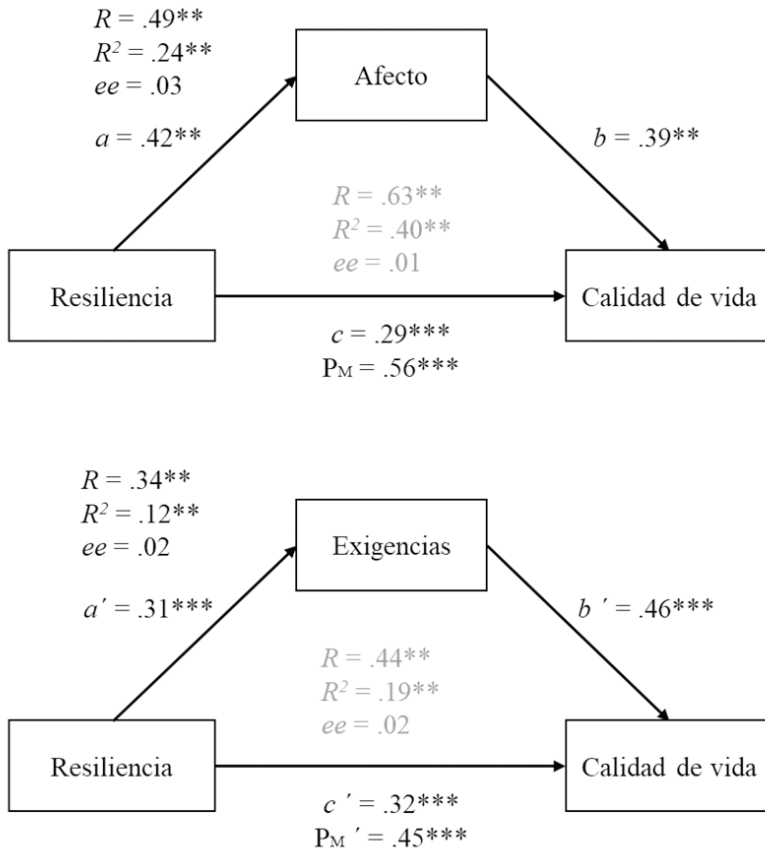 R = .49**
R² = .24**
ee = .03
Afecto
a = .42**
b = .39**
R = .63**
R² = .40**
ee = .01
Resiliencia
Calidad de vida
c = .29***
PM = .56***
R = .34**
R² = .12**
ee = .02
Exigencias
a´ = .31***
b ´ = .46***
R = .44**
R² = .19**
ee = .02
Resiliencia
Calidad de vida
c ´ = .32***
PM ´ = .45***